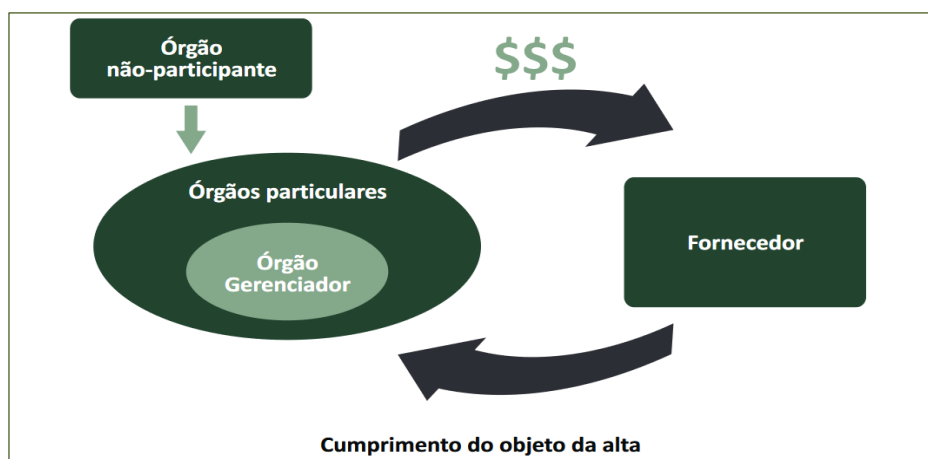 Órgão
não-participante
$$$
Órgãos particulares
Órgão
Gerenciador
Fornecedor
Cumprimento do objeto da alta